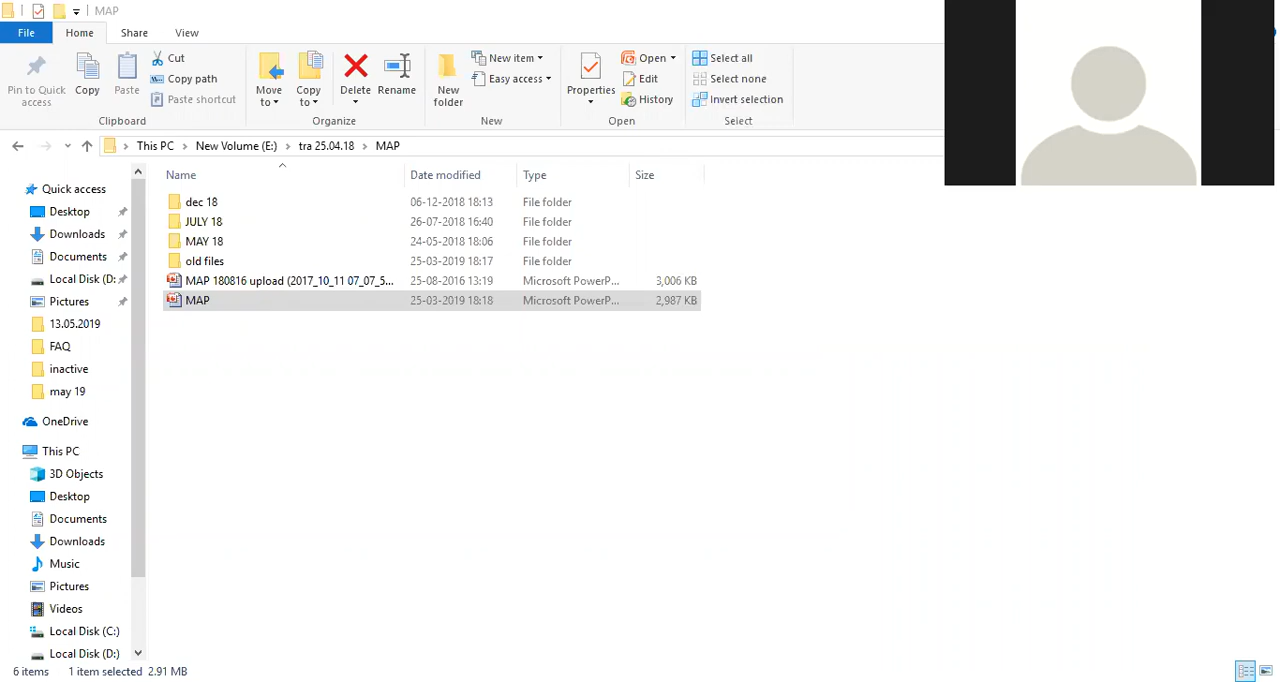 MAP
File Home Share View
Pin to Quick access
Copy
Paste
Cut
Copy path
Paste shortcut
Clipboard
Move to
Copy to
Delete
Rename
Organize
New folder
New item
Easy access
New
Properties
Open
Edit
History
Open
Select all
Select none
Invert selection
Select
This PC New Volume (E:) tra 25.04.18 MAP
Name Date modified Type Size
dec 18 06-12-2018 18:13 File folder
JULY 18 26-07-2018 16:40 File folder
MAY 18 24-05-2018 18:06 File folder
old files 25-03-2019 18:17 File folder
MAP 180816 upload (2017_10_11 07_07_5... 25-08-2016 13:19 Microsoft PowerP... 3,006 KB
MAP 25-03-2019 18:18 Microsoft PowerP... 2,987 KB
Quick access
Desktop
Downloads
Documents
Local Disk (D:
Pictures
13.05.2019
FAQ
inactive
may 19
OneDrive
This PC
3D Objects
Desktop
Documents
Downloads
Music
Pictures
Videos
Local Disk (C:)
Local Disk (D:)
6 items 1 item selected 2.91 MB